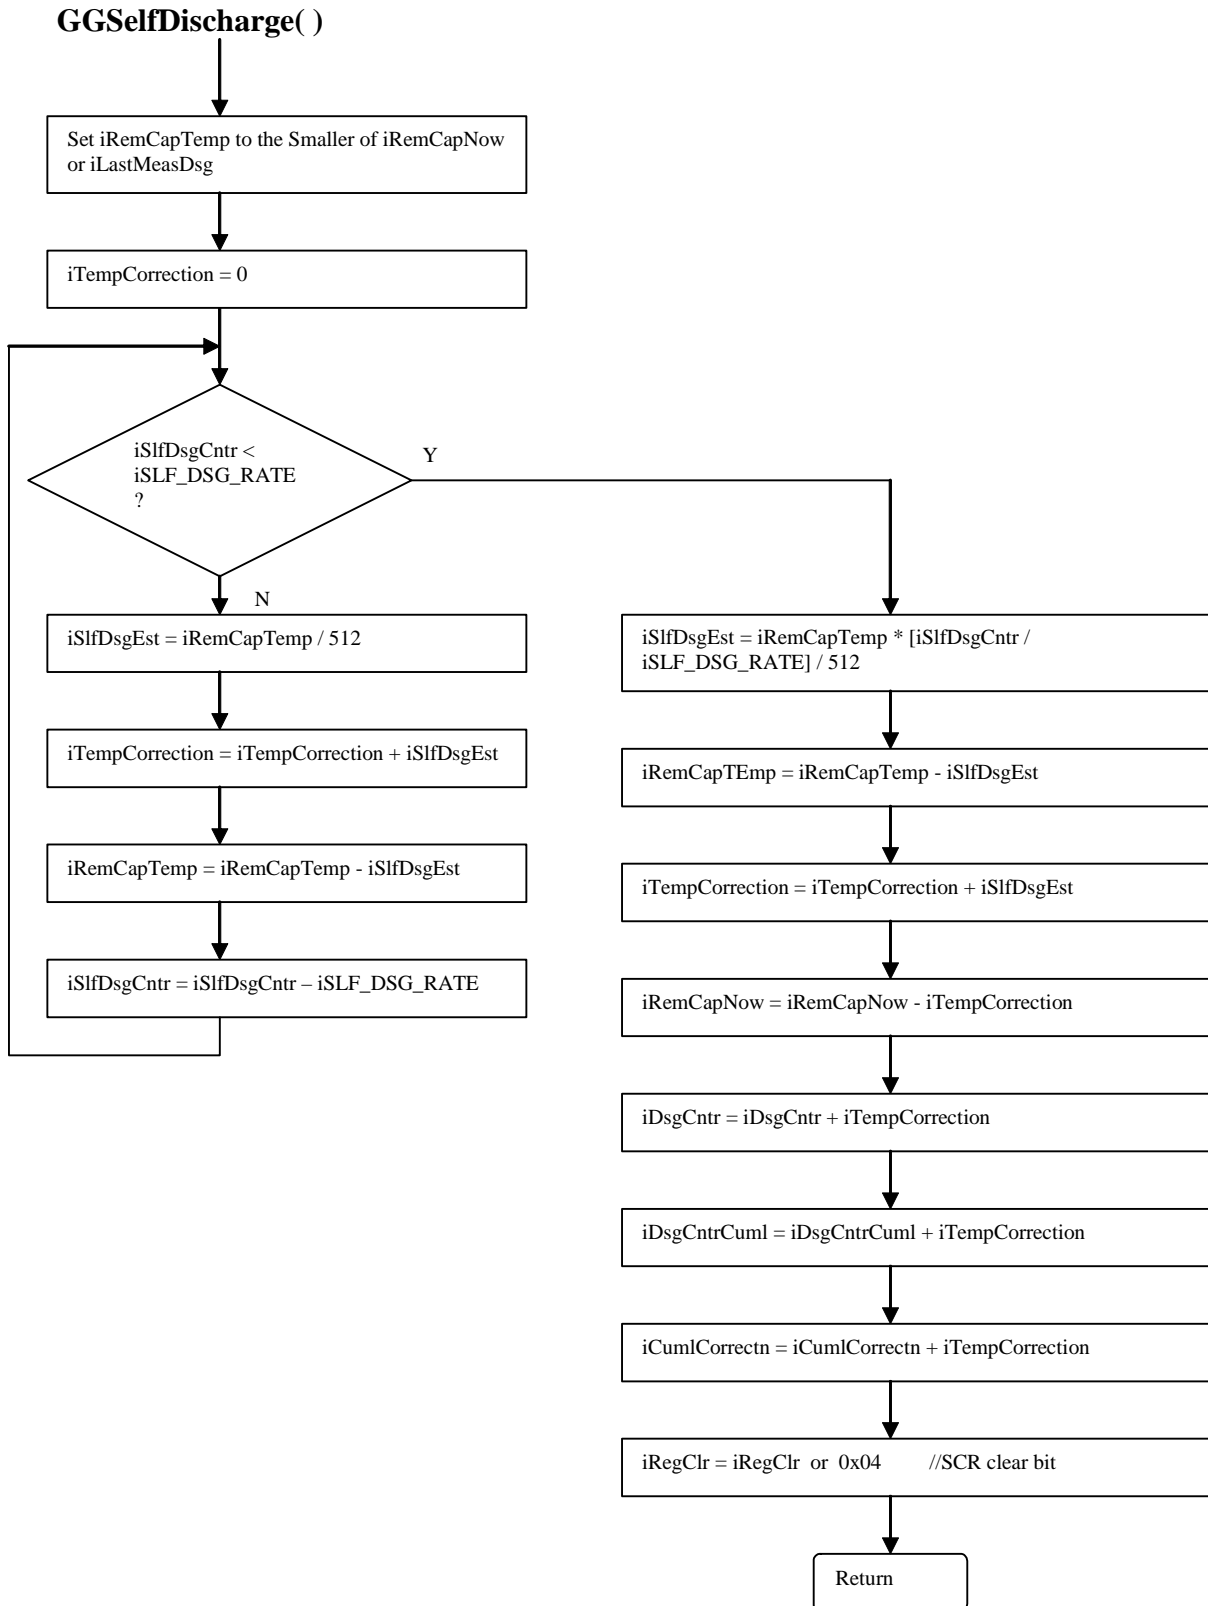 GGSelfDischarge( )
Set iRemCapTemp to the Smaller of iRemCapNow
or iLastMeasDsg
iTempCorrection = 0
iSlfDsgCntr <
iSLF_DSG_RATE
?
Y
N
iSlfDsgEst = iRemCapTemp / 512
iTempCorrection = iTempCorrection + iSlfDsgEst
iRemCapTemp = iRemCapTemp - iSlfDsgEst
iSlfDsgCntr = iSlfDsgCntr – iSLF_DSG_RATE
iSlfDsgEst = iRemCapTemp * [iSlfDsgCntr /
iSLF_DSG_RATE] / 512
iRemCapTEmp = iRemCapTemp - iSlfDsgEst
iTempCorrection = iTempCorrection + iSlfDsgEst
iRemCapNow = iRemCapNow - iTempCorrection
iDsgCntr = iDsgCntr + iTempCorrection
iDsgCntrCuml = iDsgCntrCuml + iTempCorrection
iCumlCorrectn = iCumlCorrectn + iTempCorrection
iRegClr = iRegClr or 0x04 //SCR clear bit
Return